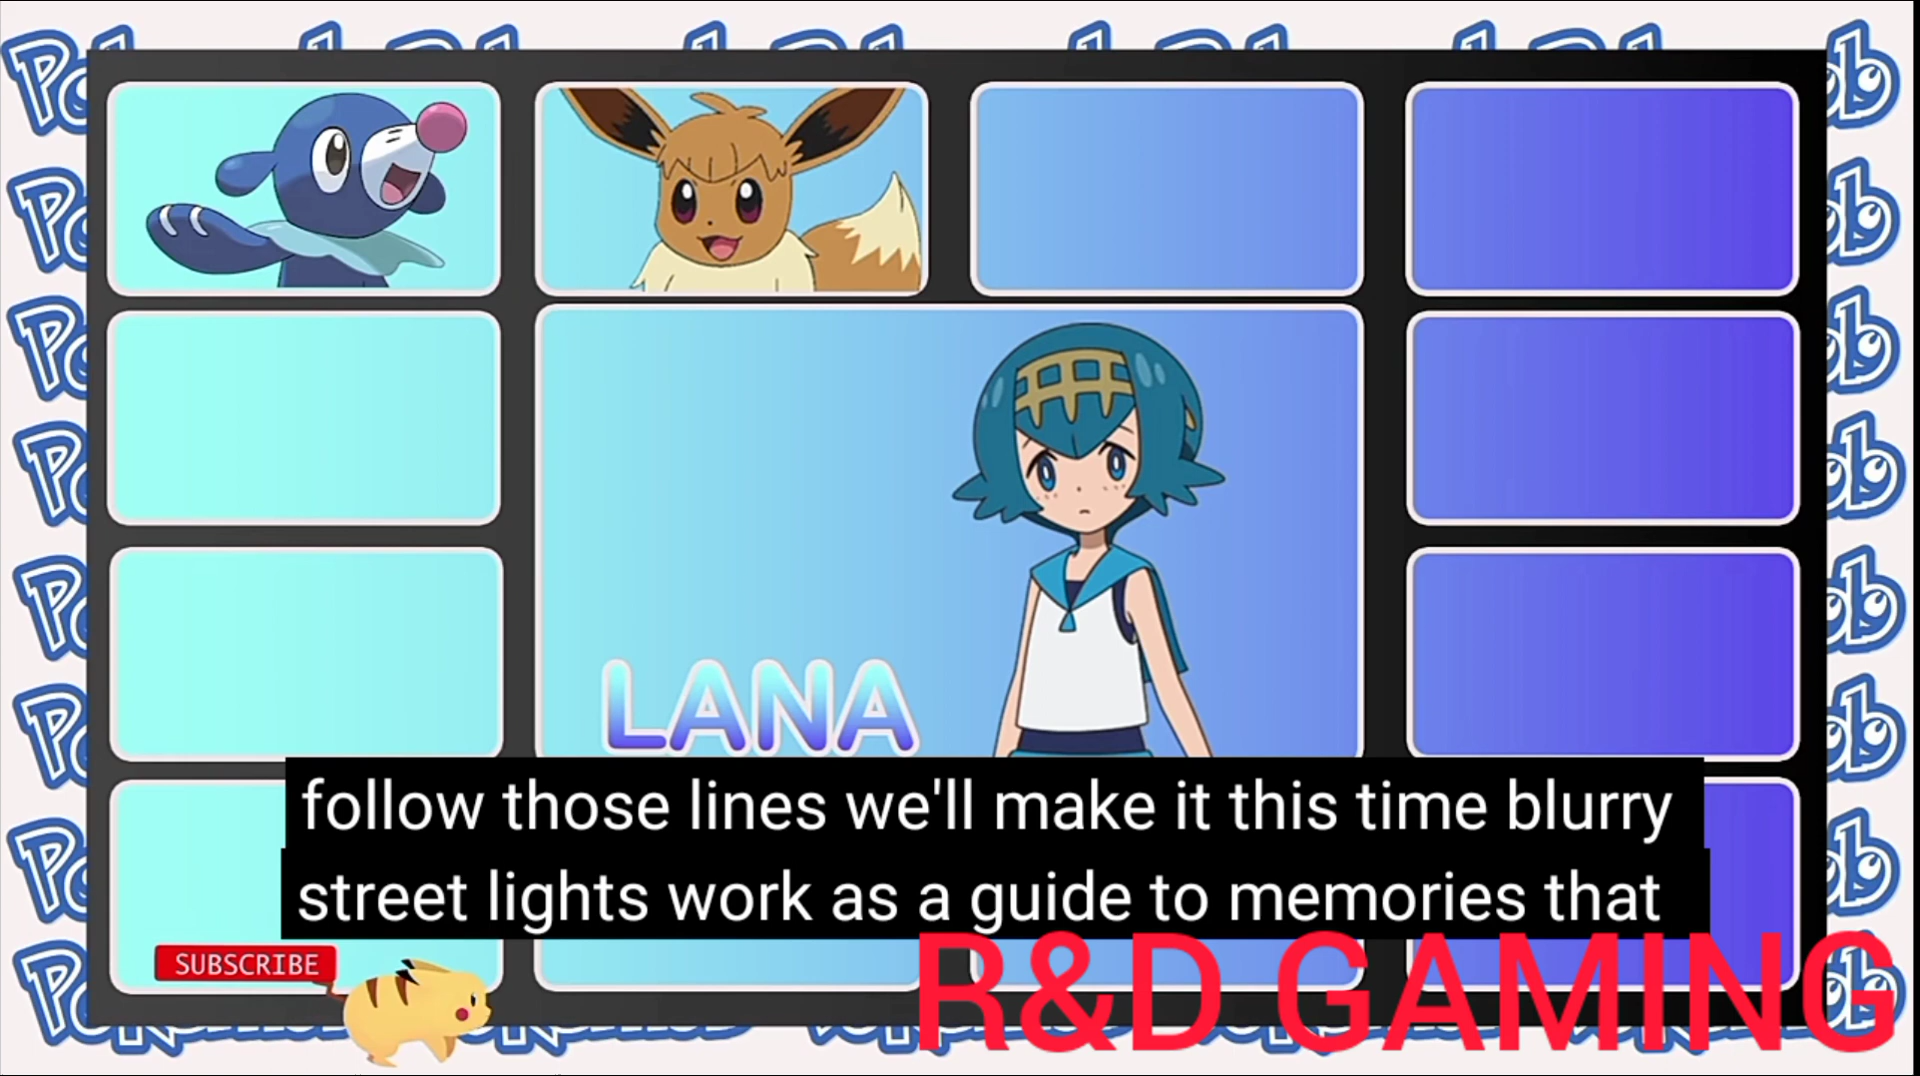 LANA
follow those lines we'll make it this time blurry
street lights work as a guide to memories that
SUBSCRIBE
R&D GAMING